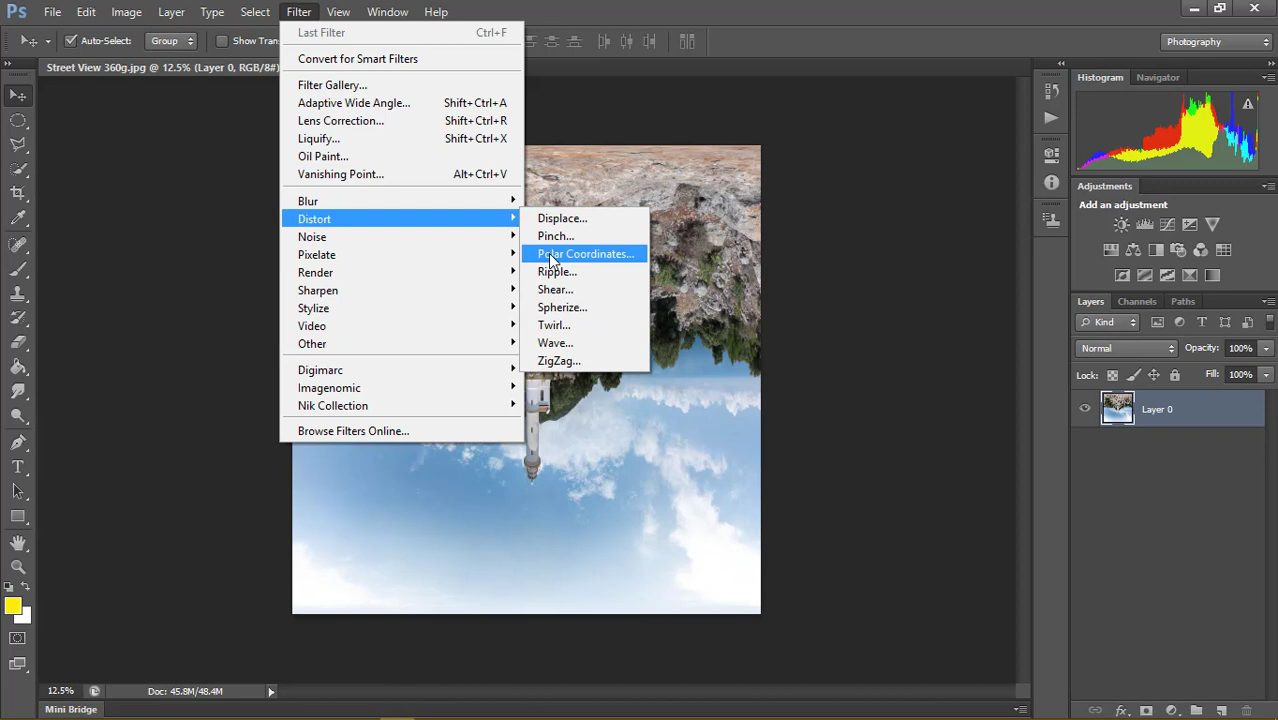 Ps File Edit Image Layer Type Select Filter View Window Help
Auto-Select: Group Show Photography
Street View 360g.jpg @ 12.5% (Layer 0, RGB/8#)
Last Filter Ctrl+F
Convert for Smart Filters
Filter Gallery...
Adaptive Wide Angle... Shift+Ctrl+A
Lens Correction... Shift+Ctrl+R
Liquify... Shift+Ctrl+X
Oil Paint...
Vanishing Point... Alt+Ctrl+V
Blur
Distort
Noise
Pixelate
Render
Sharpen
Stylize
Video
Other
Digimarc
Imagenomic
Nik Collection
Browse Filters Online...
Displace...
Pinch...
Polar Coordinates...
Ripple...
Shear...
Spherize...
Twirl...
Wave...
ZigZag...
Histogram Navigator
Adjustments
Add an adjustment
Layers Channels Paths
Kind
Normal Opacity: 100%
Lock: Fill: 100%
Layer 0
12.5% Doc: 45.8M/48.4M
Mini Bridge